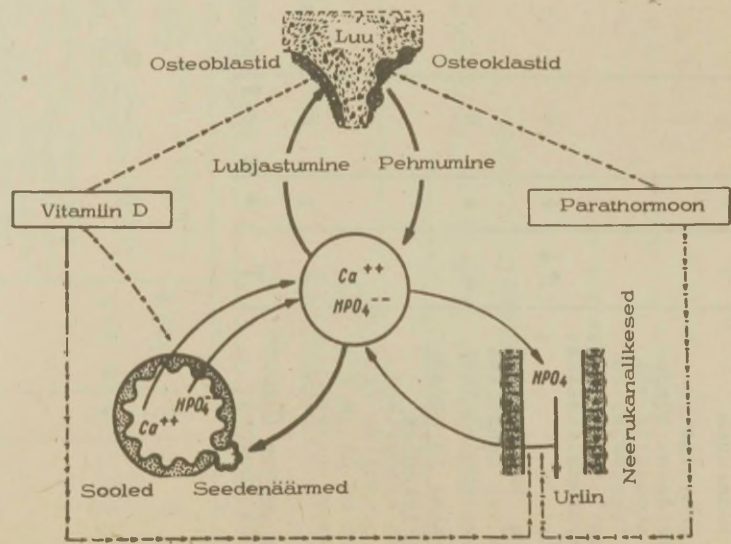 Luu
Osteoblastid
Osteoklastid
Lubjastumine
Pehmumine
Vitamiin D
Parathormoon
Ca++
HPO4--
HPO4
HPO4-
Ca++
Neerukanalikesed
Sooled
Seedenäärmed
Uriin